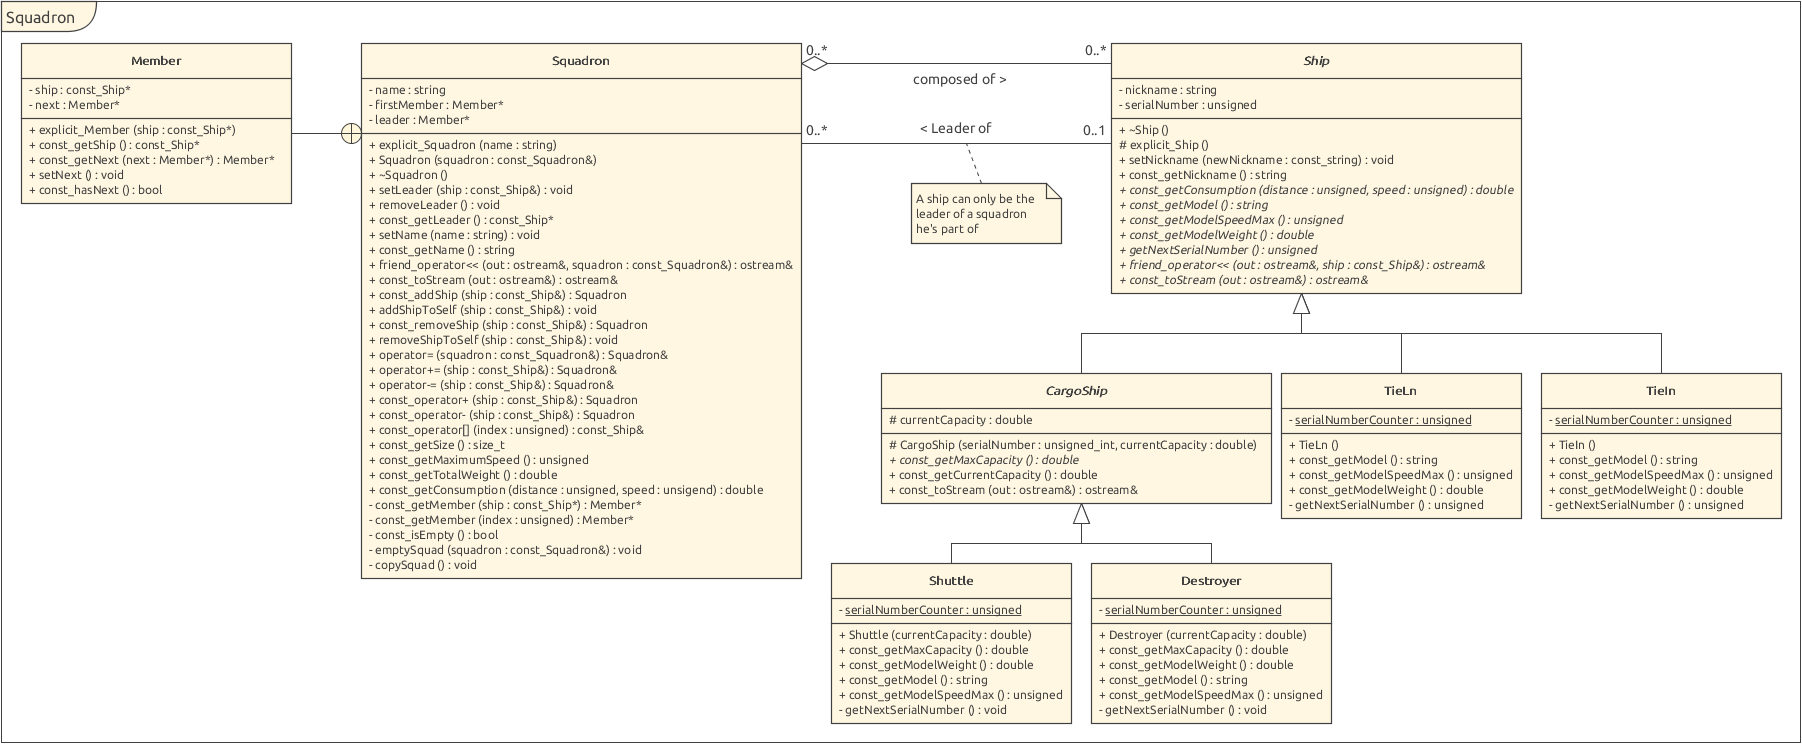 Squadron
Member
- ship : const_Ship*
- next : Member*
+ explicit_Member (ship : const_Ship*)
+ const_getShip () : const_Ship*
+ const_getNext (next : Member*) : Member*
+ setNext () : void
+ const_hasNext () : bool
Squadron
- name : string
- firstMember : Member*
- leader : Member*
+ explicit_Squadron (name : string)
+ Squadron (squadron : const_Squadron&)
+ ~Squadron ()
+ setLeader (ship : const_Ship&) : void
+ removeLeader () : void
+ const_getLeader () : const_Ship*
+ setName (name : string) : void
+ const_getName () : string
+ friend_operator<< (out : ostream&, squadron : const_Squadron&) : ostream&
+ const_toStream (out : ostream&) : ostream&
+ const_addShip (ship : const_Ship&) : Squadron
+ addShipToSelf (ship : const_Ship&) : void
+ const_removeShip (ship : const_Ship&) : Squadron
+ removeShipToSelf (ship : const_Ship&) : void
+ operator= (squadron : const_Squadron&) : Squadron&
+ operator+= (ship : const_Ship&) : Squadron&
+ operator-= (ship : const_Ship&) : Squadron&
+ const_operator+ (ship : const_Ship&) : Squadron
+ const_operator- (ship : const_Ship&) : Squadron
+ const_operator[] (index : unsigned) : const_Ship&
+ const_getSize () : size_t
+ const_getMaximumSpeed () : unsigned
+ const_getTotalWeight () : double
+ const_getConsumption (distance : unsigned, speed : unsigend) : double
- const_getMember (ship : const_Ship*) : Member*
- const_getMember (index : unsigned) : Member*
- const_isEmpty () : bool
- emptySquad (squadron : const_Squadron&) : void
- copySquad () : void
0..*
0..*
composed of >
0..*
< Leader of
0..1
A ship can only be the
leader of a squadron
he's part of
Ship
- nickname : string
- serialNumber : unsigned
+ ~Ship ()
# explicit_Ship ()
+ setNickname (newNickname : const_string) : void
+ const_getNickname () : string
+ const_getConsumption (distance : unsigned, speed : unsigned) : double
+ const_getModel () : string
+ const_getModelSpeedMax () : unsigned
+ const_getModelWeight () : double
+ getNextSerialNumber () : unsigned
+ friend_operator<< (out : ostream&, ship : const_Ship&) : ostream&
+ const_toStream (out : ostream&) : ostream&
CargoShip
# currentCapacity : double
# CargoShip (serialNumber : unsigned_int, currentCapacity : double)
+ const_getMaxCapacity () : double
+ const_getCurrentCapacity () : double
+ const_toStream (out : ostream&) : ostream&
TieLn
- serialNumberCounter : unsigned
+ TieLn ()
+ const_getModel () : string
+ const_getModelSpeedMax () : unsigned
+ const_getModelWeight () : double
- getNextSerialNumber () : unsigned
TieIn
- serialNumberCounter : unsigned
+ TieIn ()
+ const_getModel () : string
+ const_getModelSpeedMax () : unsigned
+ const_getModelWeight () : double
- getNextSerialNumber () : unsigned
Shuttle
- serialNumberCounter : unsigned
+ Shuttle (currentCapacity : double)
+ const_getMaxCapacity () : double
+ const_getModelWeight () : double
+ const_getModel () : string
+ const_getModelSpeedMax () : unsigned
- getNextSerialNumber () : void
Destroyer
- serialNumberCounter : unsigned
+ Destroyer (currentCapacity : double)
+ const_getMaxCapacity () : double
+ const_getModelWeight () : double
+ const_getModel () : string
+ const_getModelSpeedMax () : unsigned
- getNextSerialNumber () : void